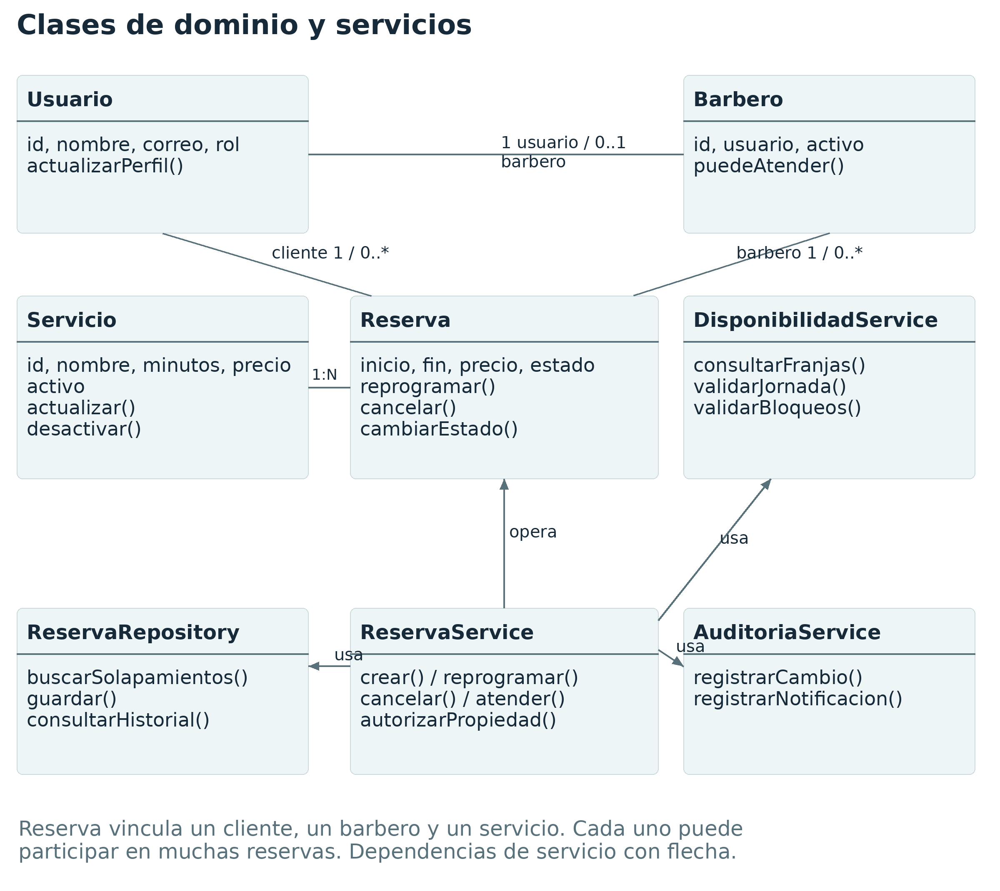 Clases de dominio y servicios
Usuario
id, nombre, correo, rol
actualizarPerfil()
1 usuario / 0..1
barbero
Barbero
id, usuario, activo
puedeAtender()
cliente 1 / 0..*
barbero 1 / 0..*
Servicio
id, nombre, minutos, precio
activo
actualizar()
desactivar()
1:N
Reserva
inicio, fin, precio, estado
reprogramar()
cancelar()
cambiarEstado()
DisponibilidadService
consultarFranjas()
validarJornada()
validarBloqueos()
opera
usa
ReservaRepository
buscarSolapamientos()
guardar()
consultarHistorial()
usa
ReservaService
crear() / reprogramar()
cancelar() / atender()
autorizarPropiedad()
usa
AuditoriaService
registrarCambio()
registrarNotificacion()
Reserva vincula un cliente, un barbero y un servicio. Cada uno puede
participar en muchas reservas. Dependencias de servicio con flecha.